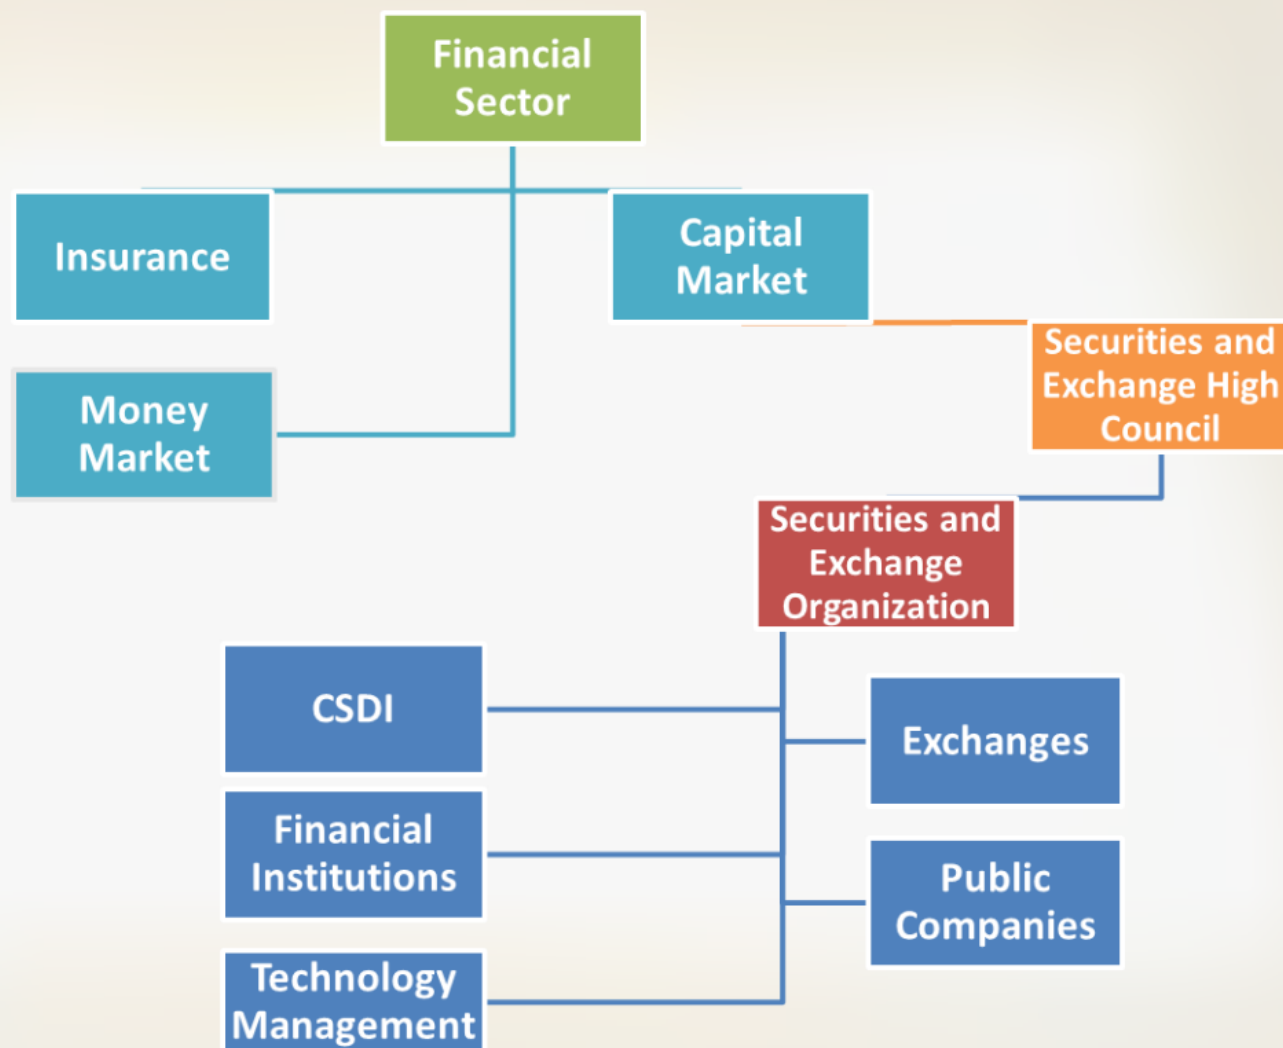 Financial
Sector
Insurance
Capital
Market
Money
Market
Securities and
Exchange High
Council
Securities and
Exchange
Organization
CSDI
Exchanges
Financial
Institutions
Public
Companies
Technology
Management